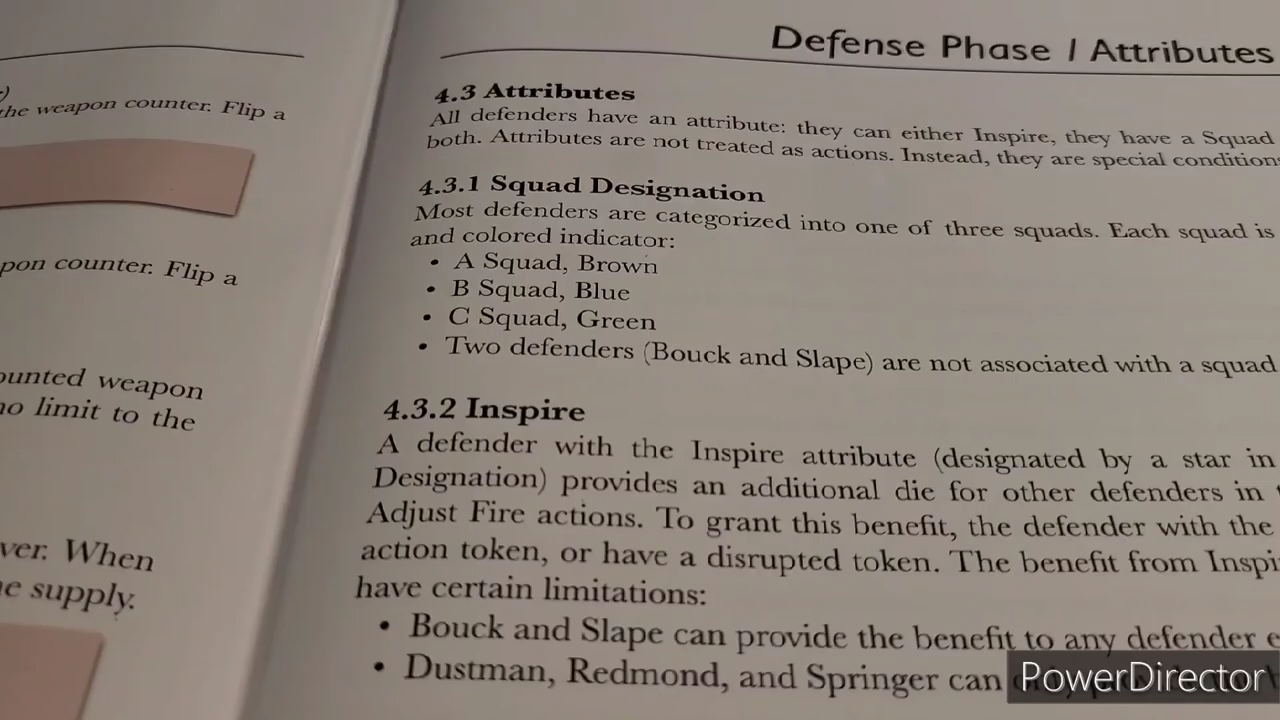 the weapon counter. Flip a
pon counter. Flip a
ounted weapon
no limit to the
ver. When
e supply.
Defense Phase / Attributes
4.3 Attributes
All defenders have an attribute: they can either Inspire, they have a Squad
both. Attributes are not treated as actions. Instead, they are special condition
4.3.1 Squad Designation
Most defenders are categorized into one of three squads. Each squad is
and colored indicator:
• A Squad, Brown
• B Squad, Blue
• C Squad, Green
• Two defenders (Bouck and Slape) are not associated with a squad
4.3.2 Inspire
A defender with the Inspire attribute (designated by a star in
Designation) provides an additional die for other defenders in
Adjust Fire actions. To grant this benefit, the defender with the
action token, or have a disrupted token. The benefit from Inspi
have certain limitations:
• Bouck and Slape can provide the benefit to any defender e
• Dustman, Redmond, and Springer can
PowerDirector